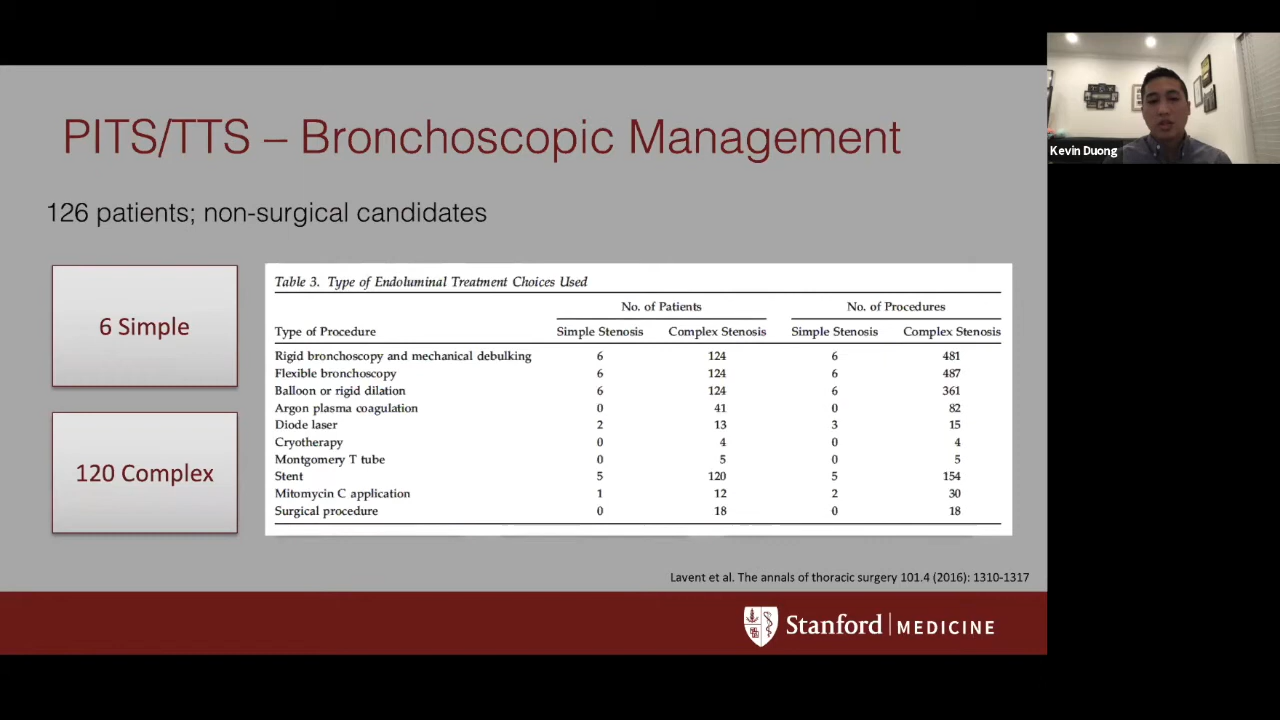 PITS/TTS – Bronchoscopic Management
126 patients; non-surgical candidates
6 Simple
120 Complex
Table 3. Type of Endoluminal Treatment Choices Used
No. of Patients No. of Procedures
Type of Procedure Simple Stenosis Complex Stenosis Simple Stenosis Complex Stenosis
Rigid bronchoscopy and mechanical debulking 6 124 6 481
Flexible bronchoscopy 6 124 6 487
Balloon or rigid dilation 6 124 6 361
Argon plasma coagulation 0 41 0 82
Diode laser 2 13 3 15
Cryotherapy 0 4 0 4
Montgomery T tube 0 5 0 5
Stent 5 120 5 154
Mitomycin C application 1 12 2 30
Surgical procedure 0 18 0 18
Lavent et al. The annals of thoracic surgery 101.4 (2016): 1310-1317
Stanford MEDICINE
Kevin Duong